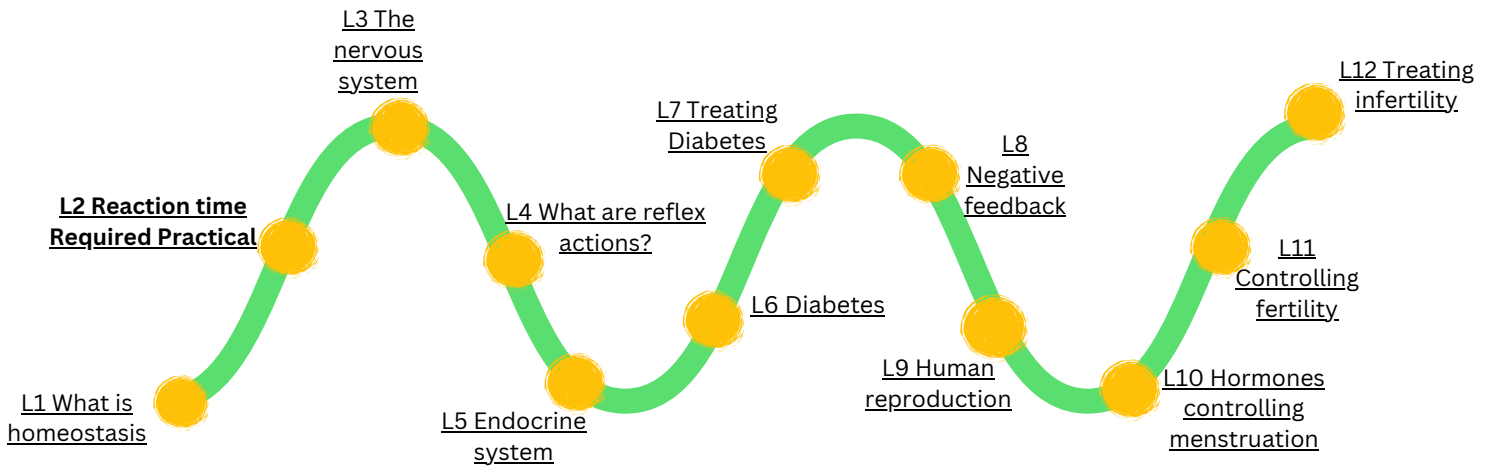 L1 What is
homeostasis
L2 Reaction time
Required Practical
L3 The
nervous
system
L4 What are reflex
actions?
L5 Endocrine
system
L6 Diabetes
L7 Treating
Diabetes
L8
Negative
feedback
L9 Human
reproduction
L10 Hormones
controlling
menstruation
L11
Controlling
fertility
L12 Treating
infertility